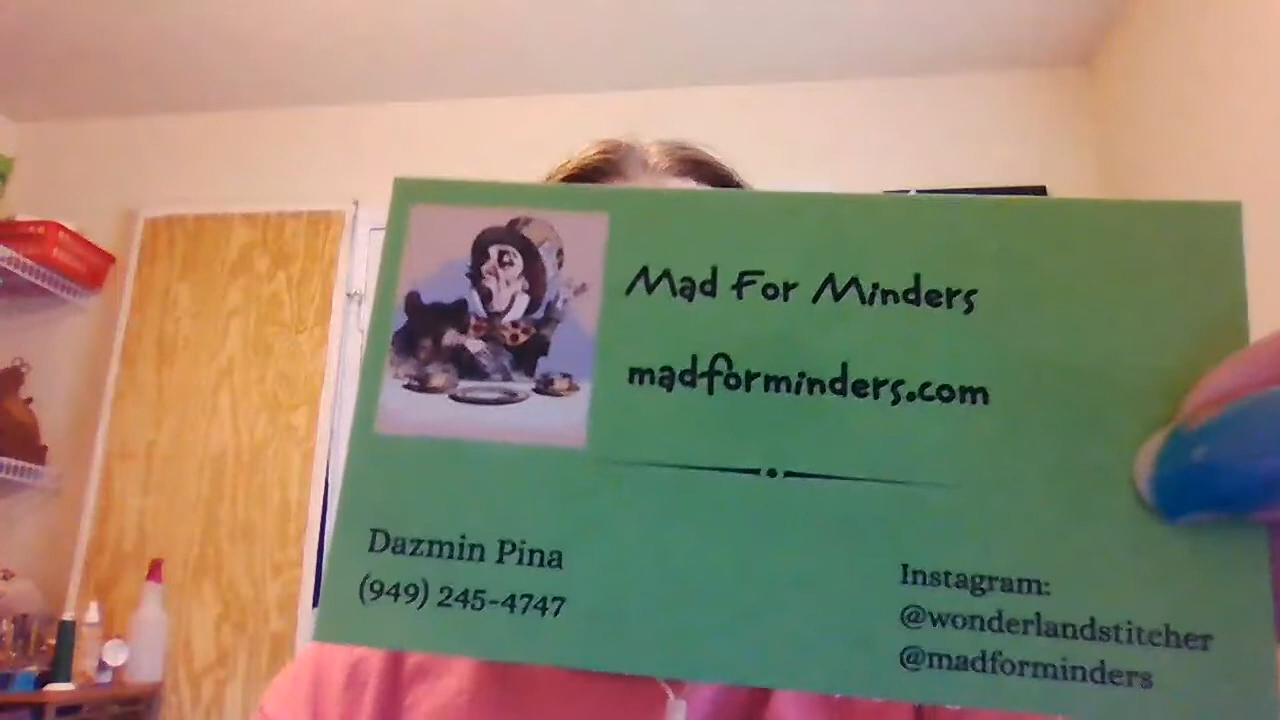 Mad For Minders
madforminders.com
Dazmin Pina
(949) 245-4747
Instagram:
@wonderlandstitcher
@madforminders